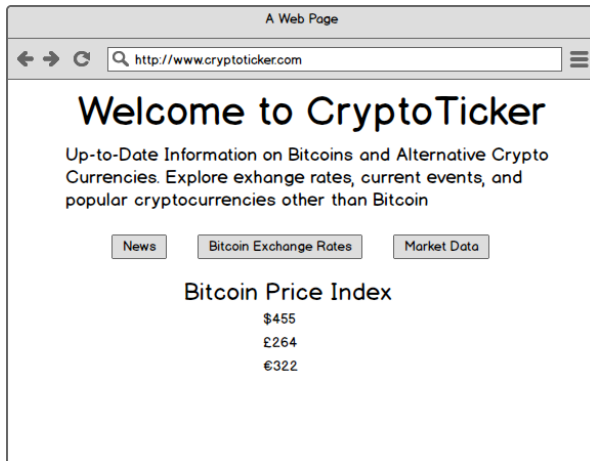 A Web Page
http://www.cryptoticker.com
Welcome to CryptoTicker
Up-to-Date Information on Bitcoins and Alternative Crypto
Currencies. Explore exhange rates, current events, and
popular cryptocurrencies other than Bitcoin
News Bitcoin Exchange Rates Market Data
Bitcoin Price Index
$455
£264
€322